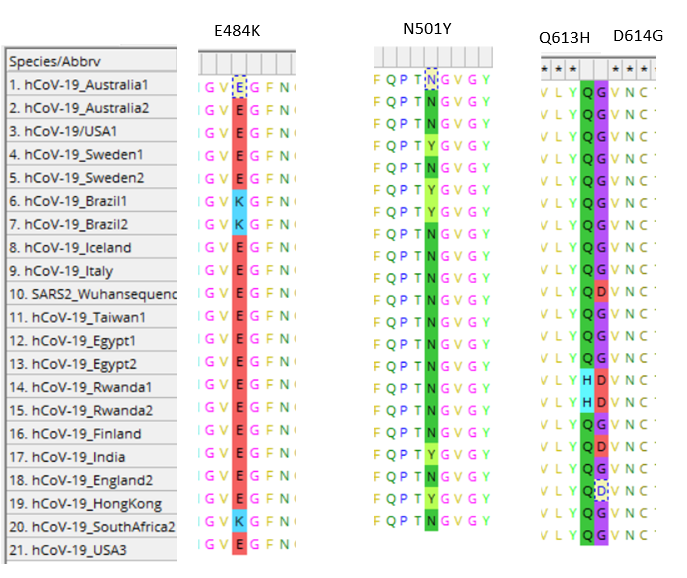 E484K N501Y Q613H D614G
Species/Abbrv * * * * * * *
1. hCoV-19_Australia1 G V E G F N F Q P T N G V G Y V L Y Q G V N C
2. hCoV-19_Australia2 G V E G F N F Q P T N G V G Y V L Y Q G V N C
3. hCoV-19/USA1 G V E G F N F Q P T N G V G Y V L Y Q G V N C
4. hCoV-19_Sweden1 G V E G F N F Q P T Y G V G Y V L Y Q G V N C
5. hCoV-19_Sweden2 G V E G F N F Q P T N G V G Y V L Y Q G V N C
6. hCoV-19_Brazil1 G V K G F N F Q P T Y G V G Y V L Y Q G V N C
7. hCoV-19_Brazil2 G V K G F N F Q P T Y G V G Y V L Y Q G V N C
8. hCoV-19_Iceland G V E G F N F Q P T N G V G Y V L Y Q G V N C
9. hCoV-19_Italy G V E G F N F Q P T N G V G Y V L Y Q G V N C
10. SARS2_Wuhansequenc G V E G F N F Q P T N G V G Y V L Y Q D V N C
11. hCoV-19_Taiwan1 G V E G F N F Q P T N G V G Y V L Y Q G V N C
12. hCoV-19_Egypt1 G V E G F N F Q P T N G V G Y V L Y Q G V N C
13. hCoV-19_Egypt2 G V E G F N F Q P T N G V G Y V L Y Q G V N C
14. hCoV-19_Rwanda1 G V E G F N F Q P T N G V G Y V L Y H D V N C
15. hCoV-19_Rwanda2 G V E G F N F Q P T N G V G Y V L Y H D V N C
16. hCoV-19_Finland G V E G F N F Q P T N G V G Y V L Y Q G V N C
17. hCoV-19_India G V E G F N F Q P T N G V G Y V L Y Q D V N C
18. hCoV-19_England2 G V E G F N F Q P T Y G V G Y V L Y Q G V N C
19. hCoV-19_HongKong G V E G F N F Q P T N G V G Y V L Y Q D V N C
20. hCoV-19_SouthAfrica2 G V K G F N F Q P T Y G V G Y V L Y Q G V N C
21. hCoV-19_USA3 G V E G F N F Q P T N G V G Y V L Y Q G V N C